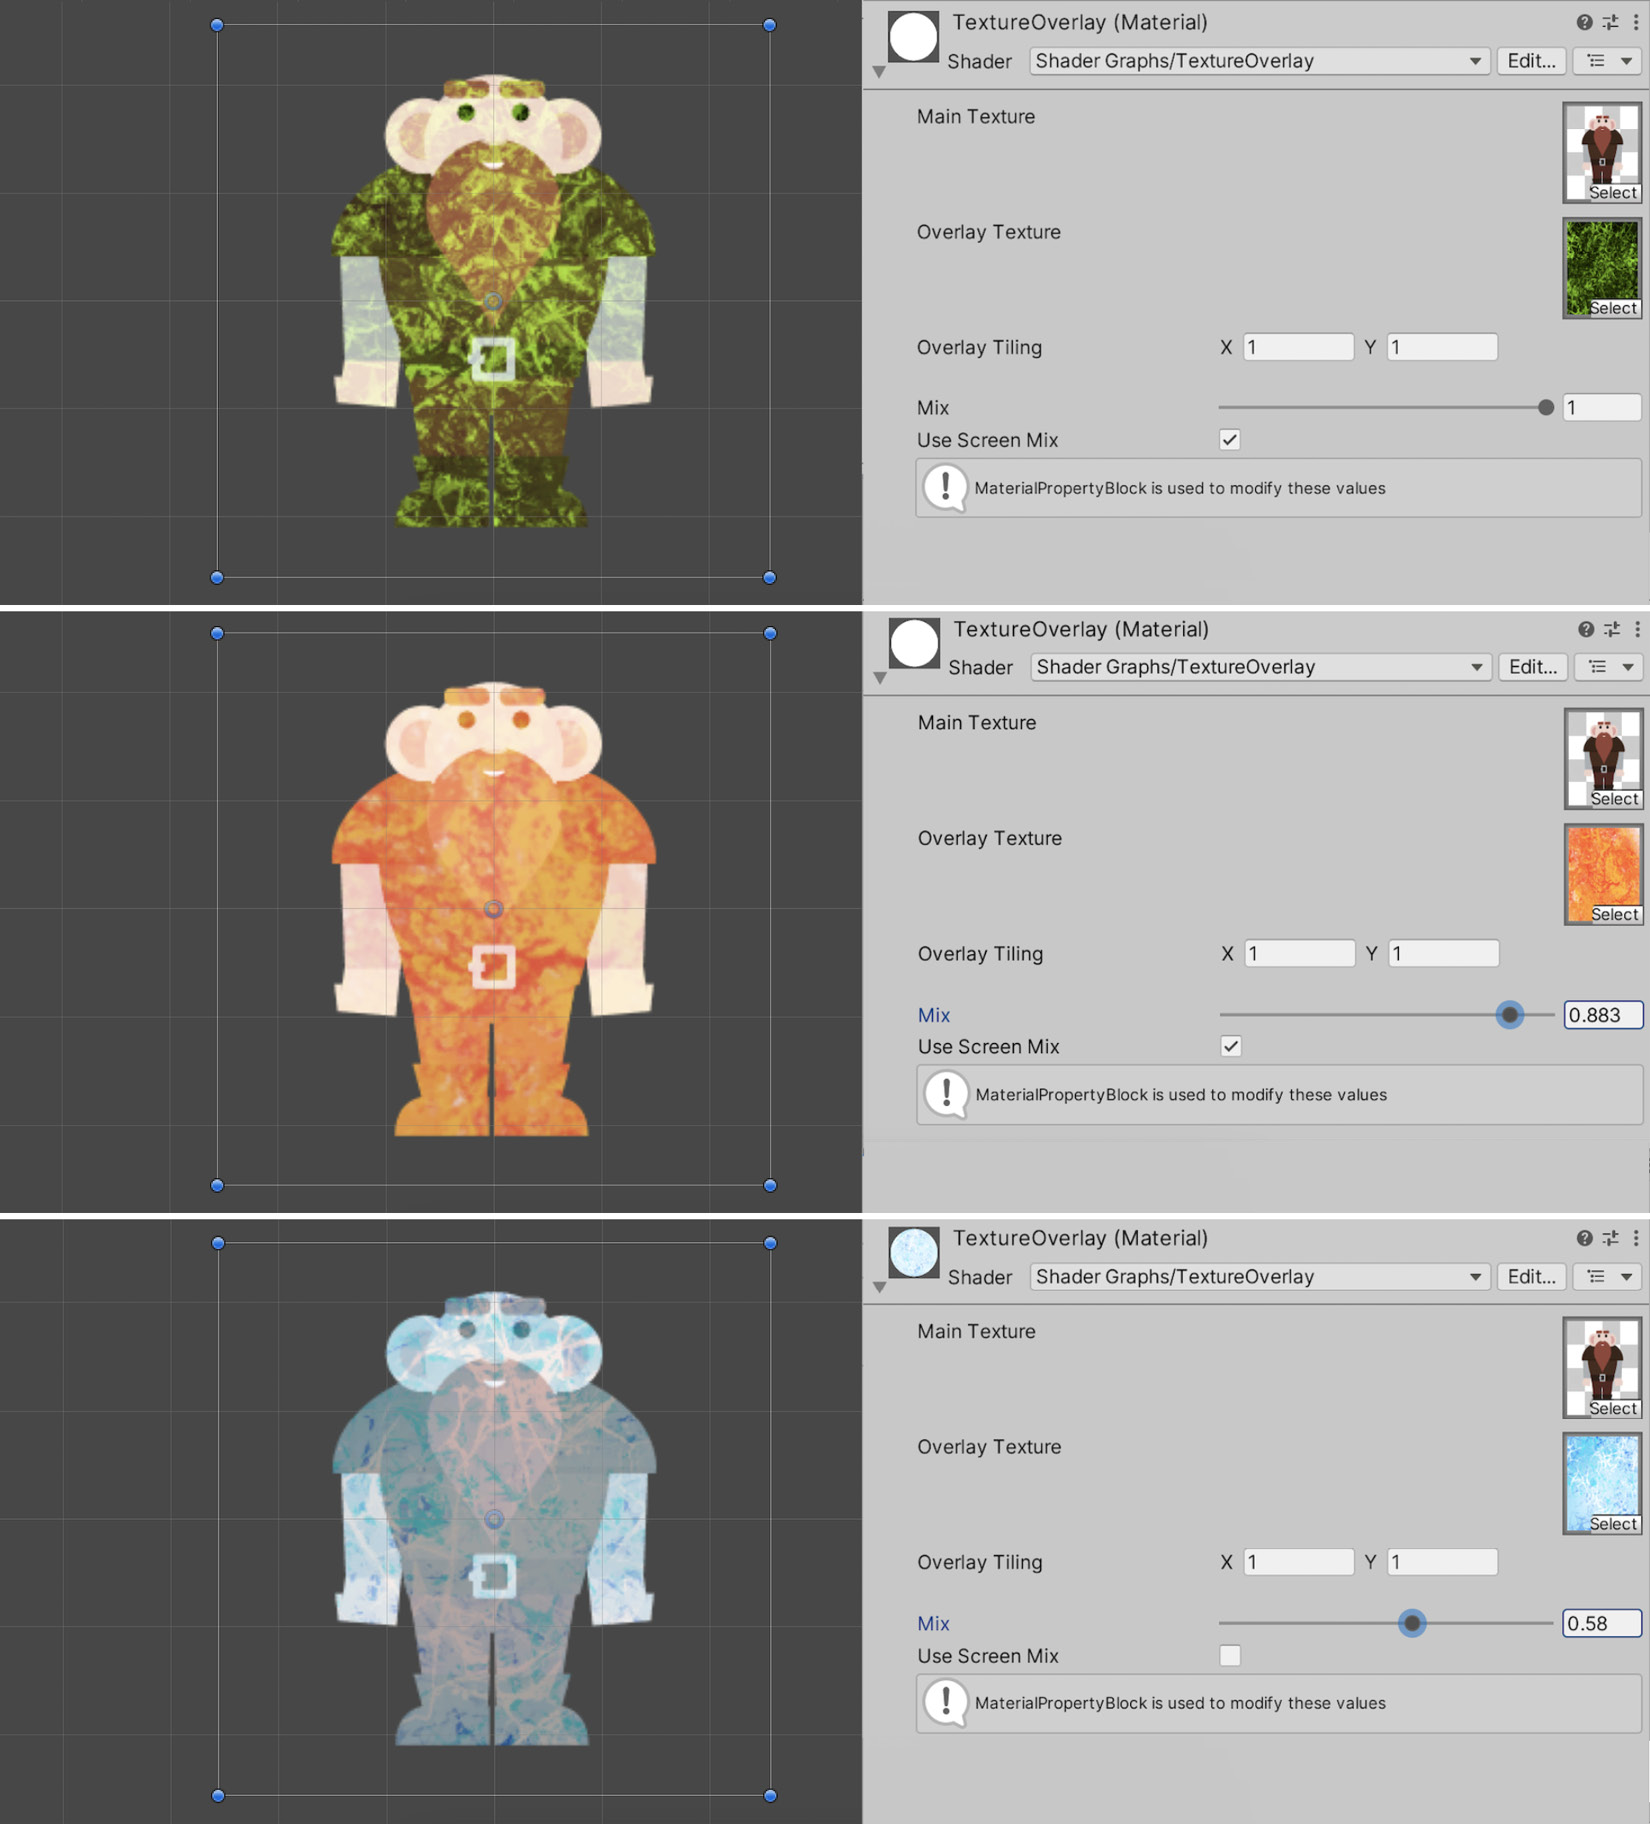 TextureOverlay (Material)
Shader Shader Graphs/TextureOverlay Edit...
Main Texture
Select
Overlay Texture
Select
Overlay Tiling X 1 Y 1
Mix 1
Use Screen Mix
MaterialPropertyBlock is used to modify these values
TextureOverlay (Material)
Shader Shader Graphs/TextureOverlay Edit...
Main Texture
Select
Overlay Texture
Select
Overlay Tiling X 1 Y 1
Mix 0.883
Use Screen Mix
MaterialPropertyBlock is used to modify these values
TextureOverlay (Material)
Shader Shader Graphs/TextureOverlay Edit...
Main Texture
Select
Overlay Texture
Select
Overlay Tiling X 1 Y 1
Mix 0.58
Use Screen Mix
MaterialPropertyBlock is used to modify these values